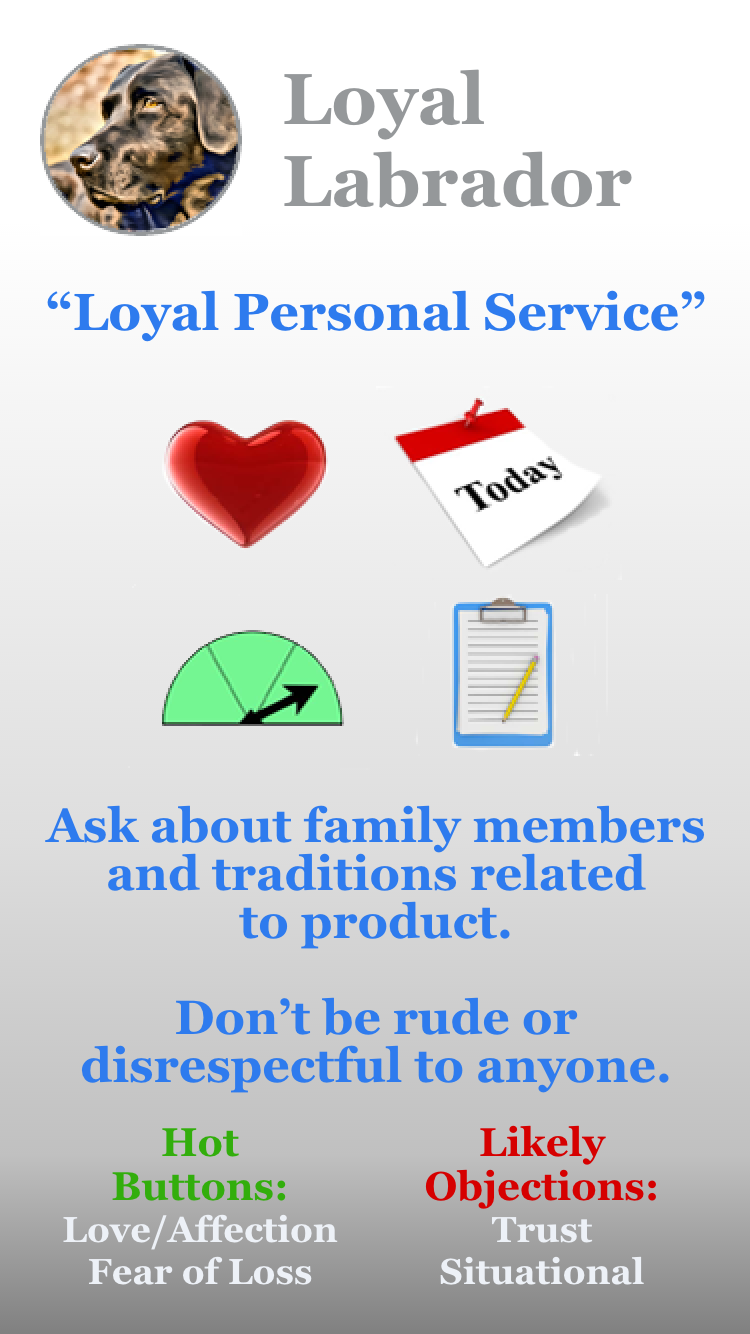 Loyal
Labrador
“Loyal Personal Service”
Today
Ask about family members
and traditions related
to product.
Don’t be rude or
disrespectful to anyone.
Hot
Buttons:
Love/Affection
Fear of Loss
Likely
Objections:
Trust
Situational